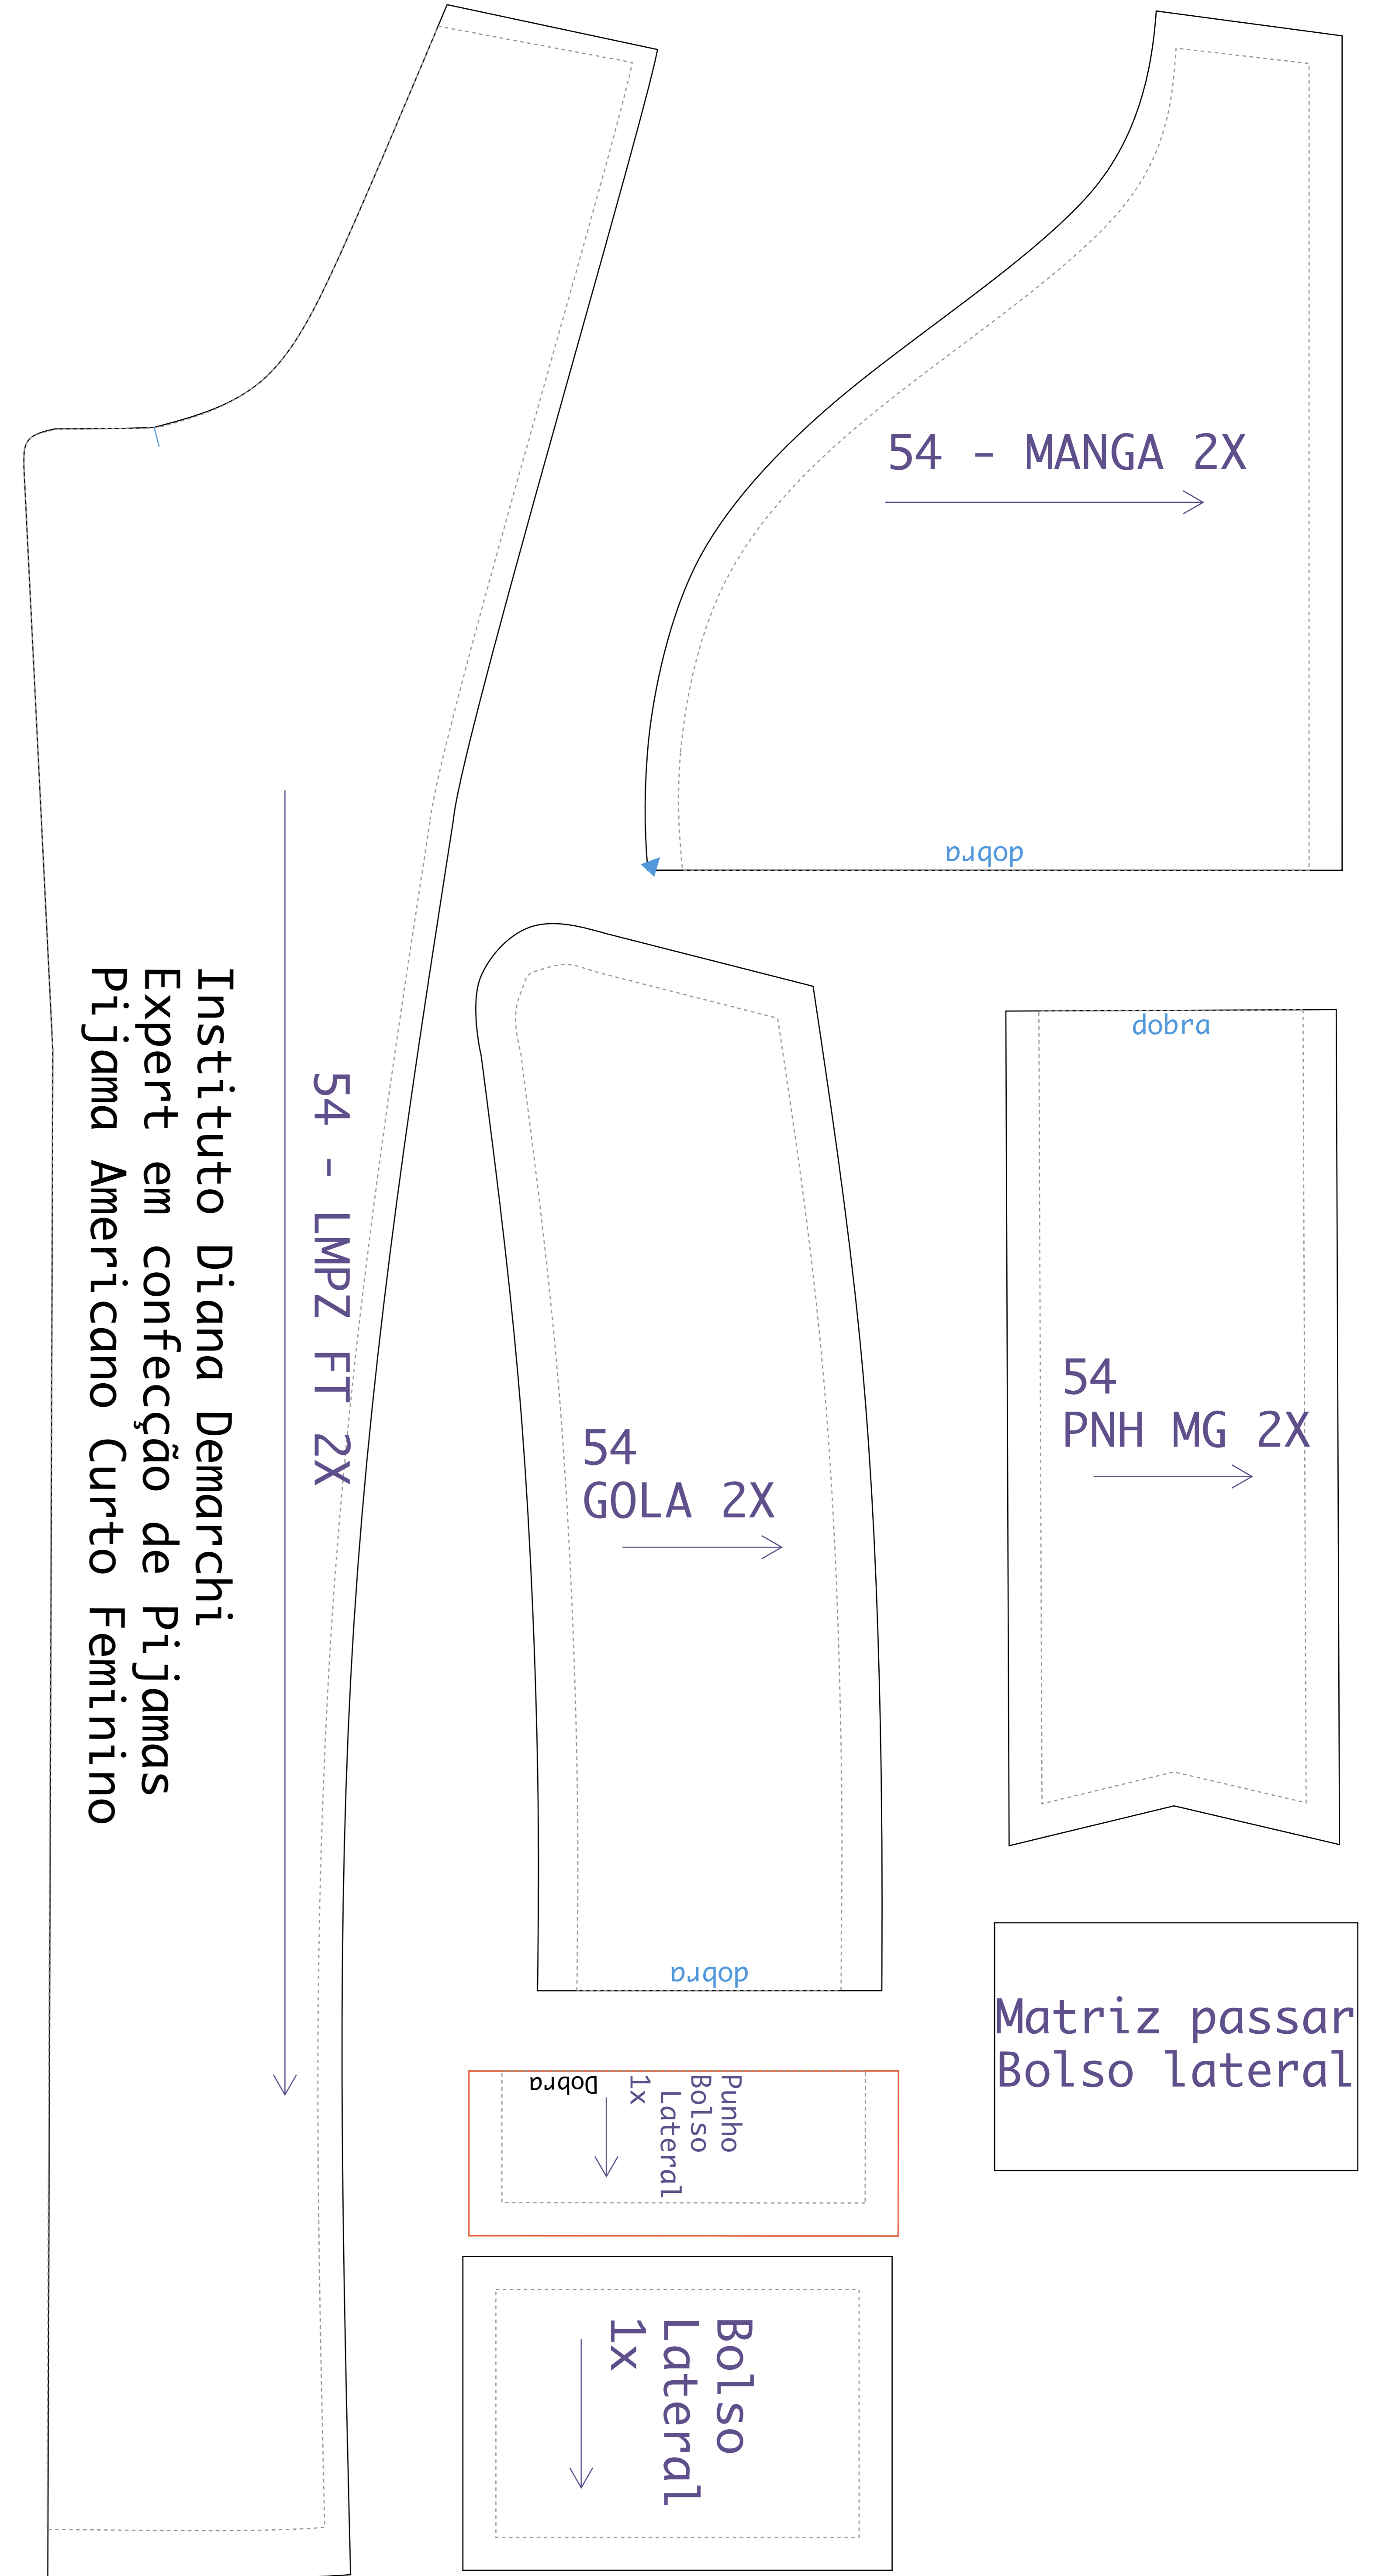 54 - MANGA 2X
dobra
Instituto Diana Demarchi
Expert em confecção de Pijamas
Pijama Americano Curto Feminino
54 - LMPZ FT 2X
dobra
54
PNH MG 2X
54
GOLA 2X
dobra
Matriz passar
Bolso lateral
Dobra
Punho
Bolso
Lateral
1x
Bolso
Lateral
1x